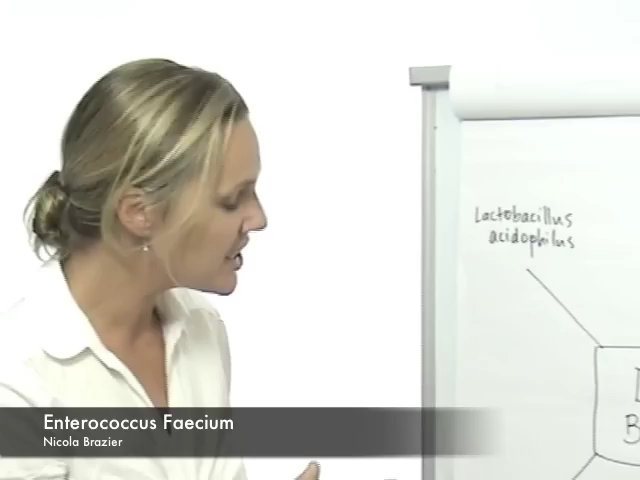 Lactobacillus
acidophilus
B
Enterococcus Faecium
Nicola Brazier